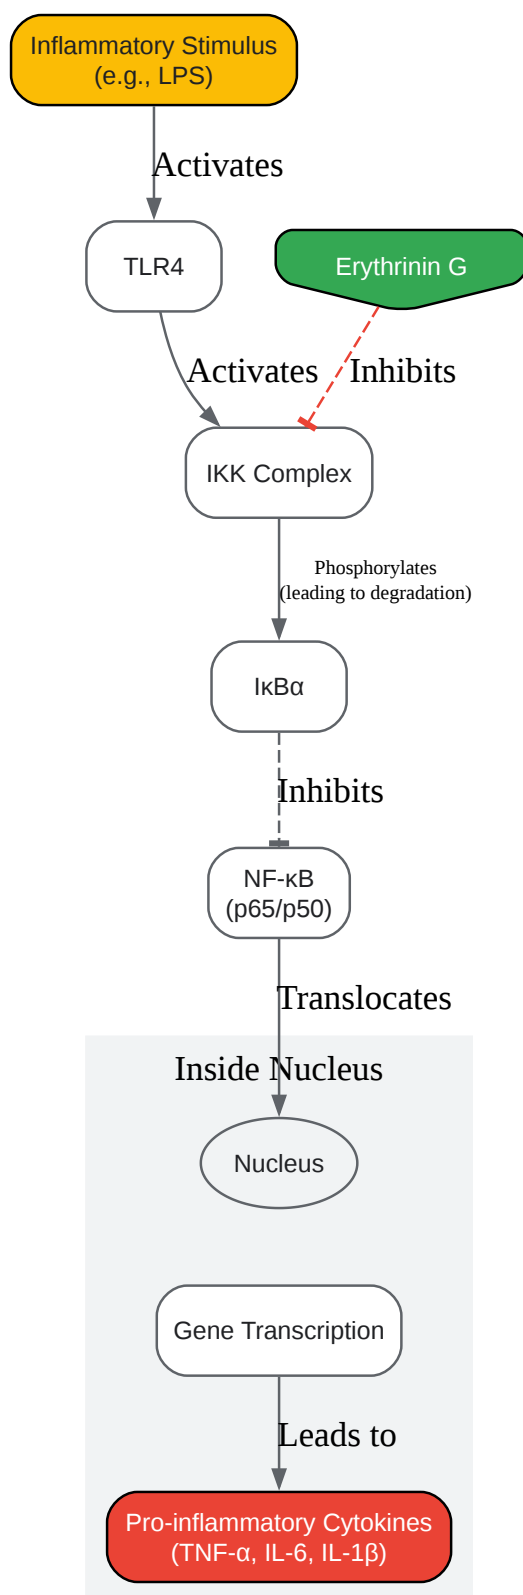 Inflammatory Stimulus
(e.g., LPS)
Activates
TLR4
Erythrinin G
Activates
Inhibits
IKK Complex
Phosphorylates
(leading to degradation)
IκBα
Inhibits
NF-κB
(p65/p50)
Translocates
Inside Nucleus
Nucleus
Gene Transcription
Leads to
Pro-inflammatory Cytokines
(TNF-α, IL-6, IL-1β)